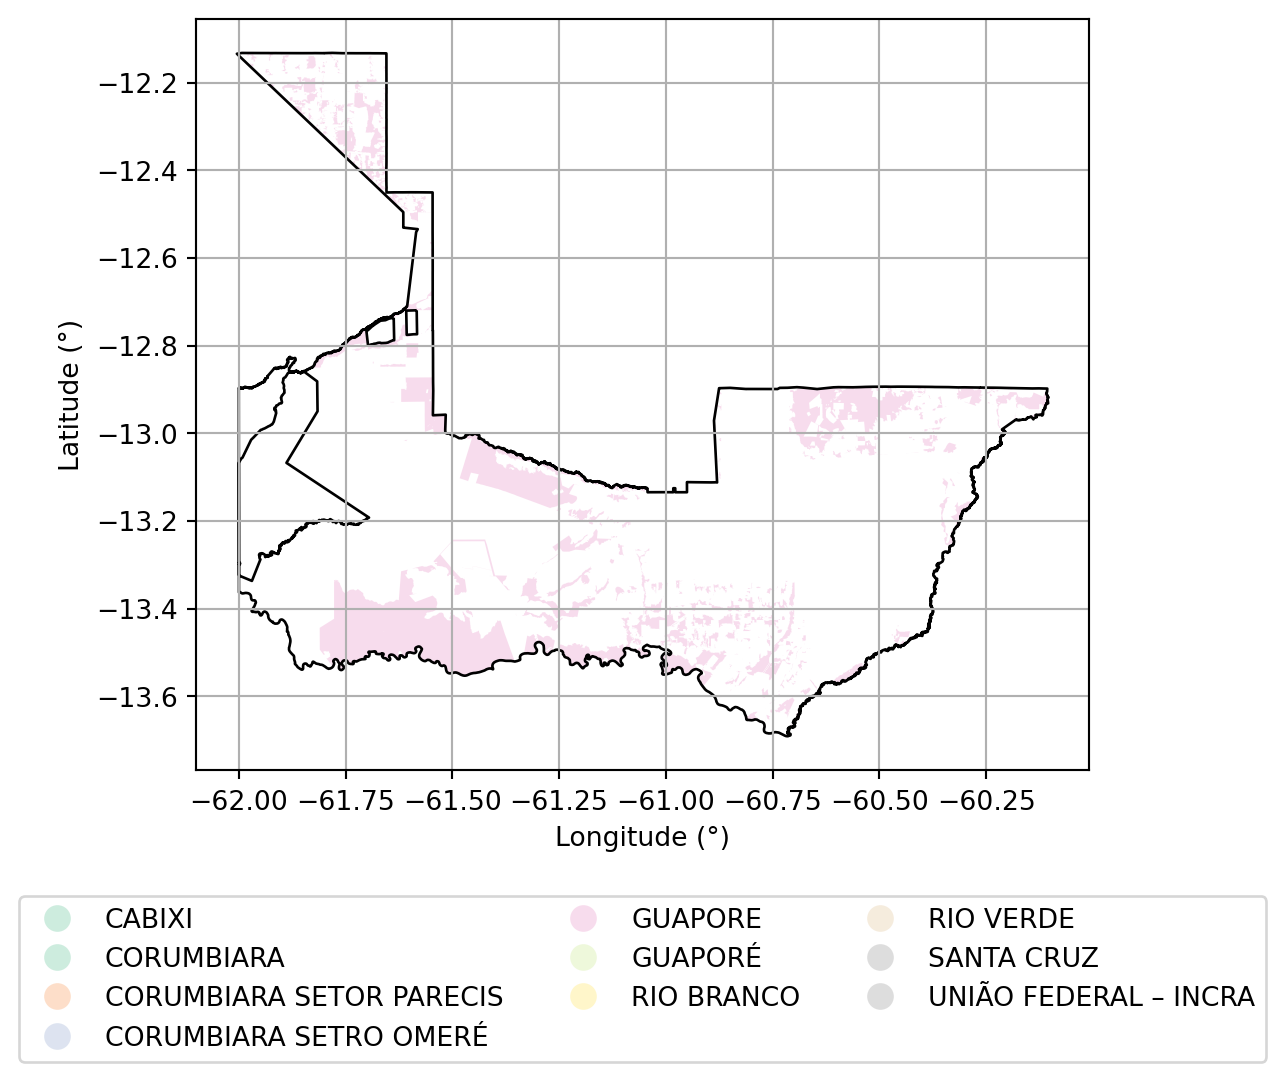 −12.2
−12.4
−12.6
−12.8
−13.0
−13.2
−13.4
−13.6
Latitude (°)
−62.00 −61.75 −61.50 −61.25 −61.00 −60.75 −60.50 −60.25
Longitude (°)
CABIXI
CORUMBIARA
CORUMBIARA SETOR PARECIS
CORUMBIARA SETRO OMERÉ
GUAPORE
GUAPORÉ
RIO BRANCO
RIO VERDE
SANTA CRUZ
UNIÃO FEDERAL – INCRA